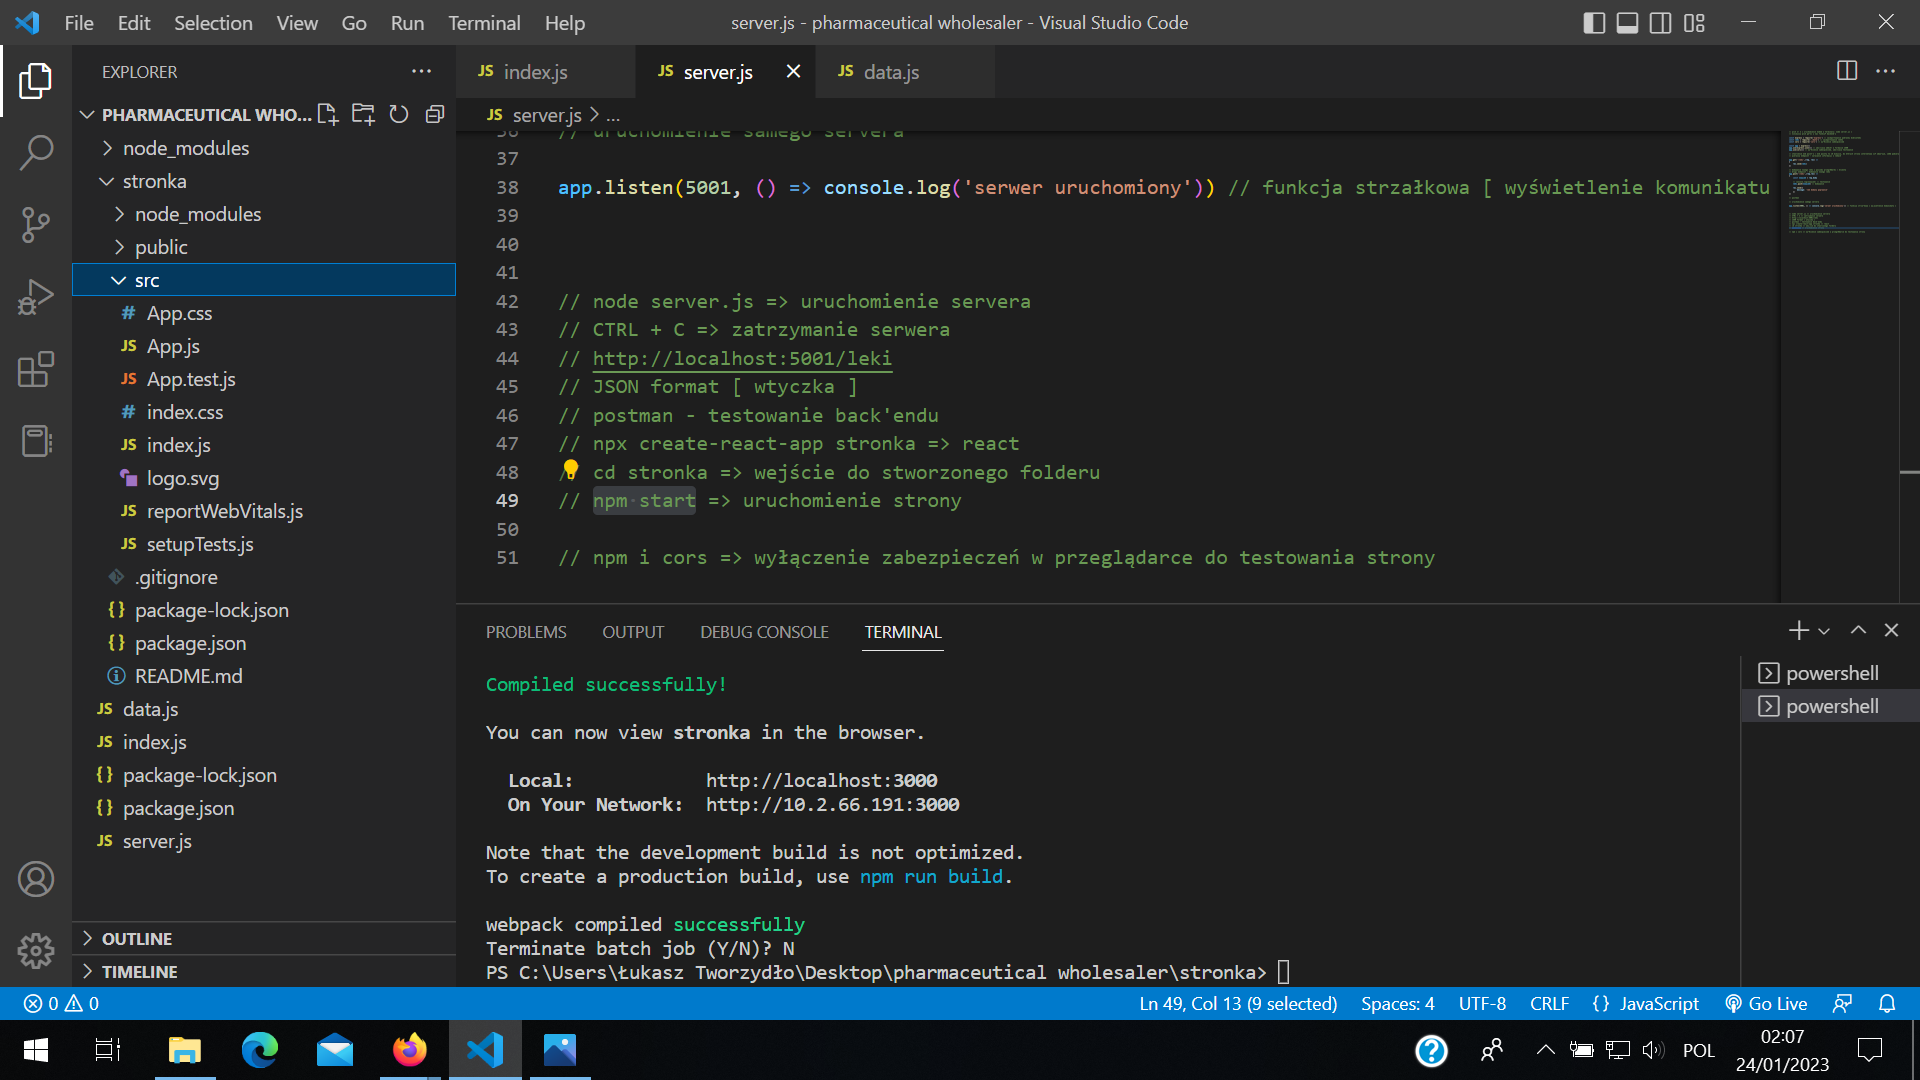 File Edit Selection View Go Run Terminal Help
server.js - pharmaceutical wholesaler - Visual Studio Code
EXPLORER
PHARMACEUTICAL WHO...
node_modules
stronka
node_modules
public
src
# App.css
JS App.js
JS App.test.js
# index.css
JS index.js
logo.svg
JS reportWebVitals.js
JS setupTests.js
.gitignore
{} package-lock.json
{} package.json
README.md
JS data.js
JS index.js
{} package-lock.json
{} package.json
JS server.js
OUTLINE
TIMELINE
JS index.js
JS server.js
JS data.js
JS server.js > ...
36 // uruchomienie samego servera
37
38 app.listen(5001, () => console.log('serwer uruchomiony')) // funkcja strzałkowa [ wyświetlenie komunikatu
39
40
41
42 // node server.js => uruchomienie servera
43 // CTRL + C => zatrzymanie serwera
44 // http://localhost:5001/leki
45 // JSON format [ wtyczka ]
46 // postman - testowanie back'endu
47 // npx create-react-app stronka => react
48 // cd stronka => wejście do stworzonego folderu
49 // npm start => uruchomienie strony
50
51 // npm i cors => wyłączenie zabezpieczeń w przeglądarce do testowania strony
PROBLEMS OUTPUT DEBUG CONSOLE TERMINAL
Compiled successfully!
You can now view stronka in the browser.
Local: http://localhost:3000
On Your Network: http://10.2.66.191:3000
Note that the development build is not optimized.
To create a production build, use npm run build.
webpack compiled successfully
Terminate batch job (Y/N)? N
PS C:\Users\Łukasz Tworzydło\Desktop\pharmaceutical wholesaler\stronka>
powershell
powershell
0 0
Ln 49, Col 13 (9 selected) Spaces: 4 UTF-8 CRLF {} JavaScript Go Live
POL
02:07
24/01/2023